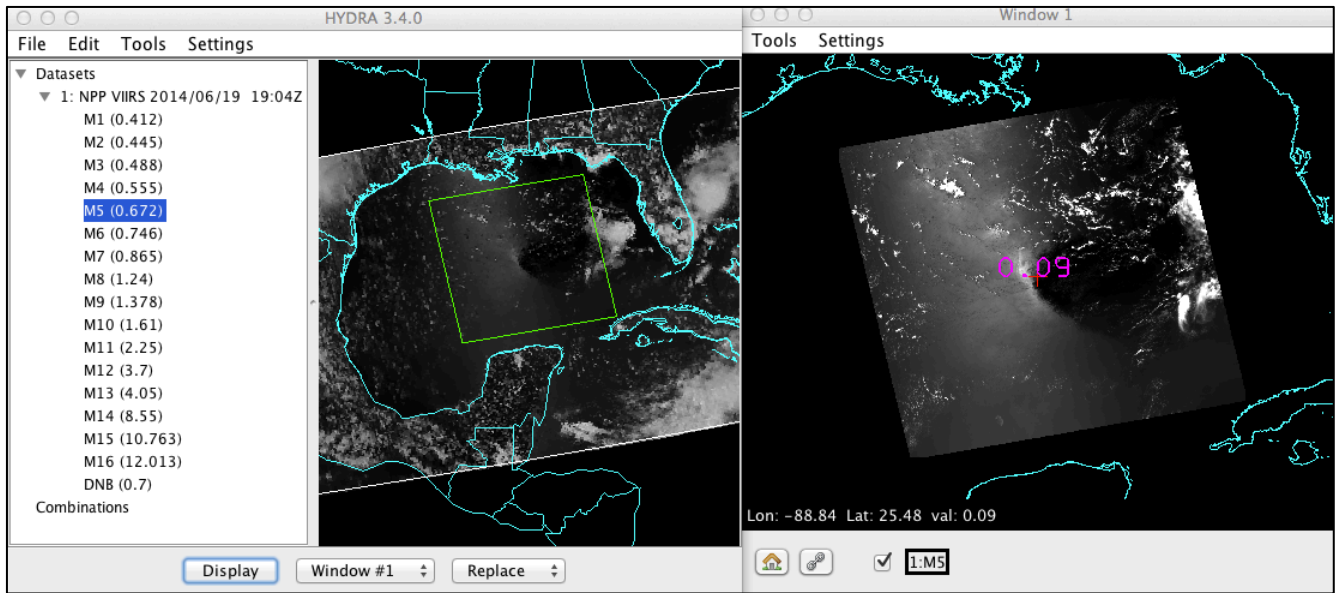 HYDRA 3.4.0
File Edit Tools Settings
Datasets
1: NPP VIIRS 2014/06/19 19:04Z
M1 (0.412)
M2 (0.445)
M3 (0.488)
M4 (0.555)
M5 (0.672)
M6 (0.746)
M7 (0.865)
M8 (1.24)
M9 (1.378)
M10 (1.61)
M11 (2.25)
M12 (3.7)
M13 (4.05)
M14 (8.55)
M15 (10.763)
M16 (12.013)
DNB (0.7)
Combinations
Display Window #1 Replace
Window 1
Tools Settings
0.09
Lon: -88.84 Lat: 25.48 val: 0.09
1:M5